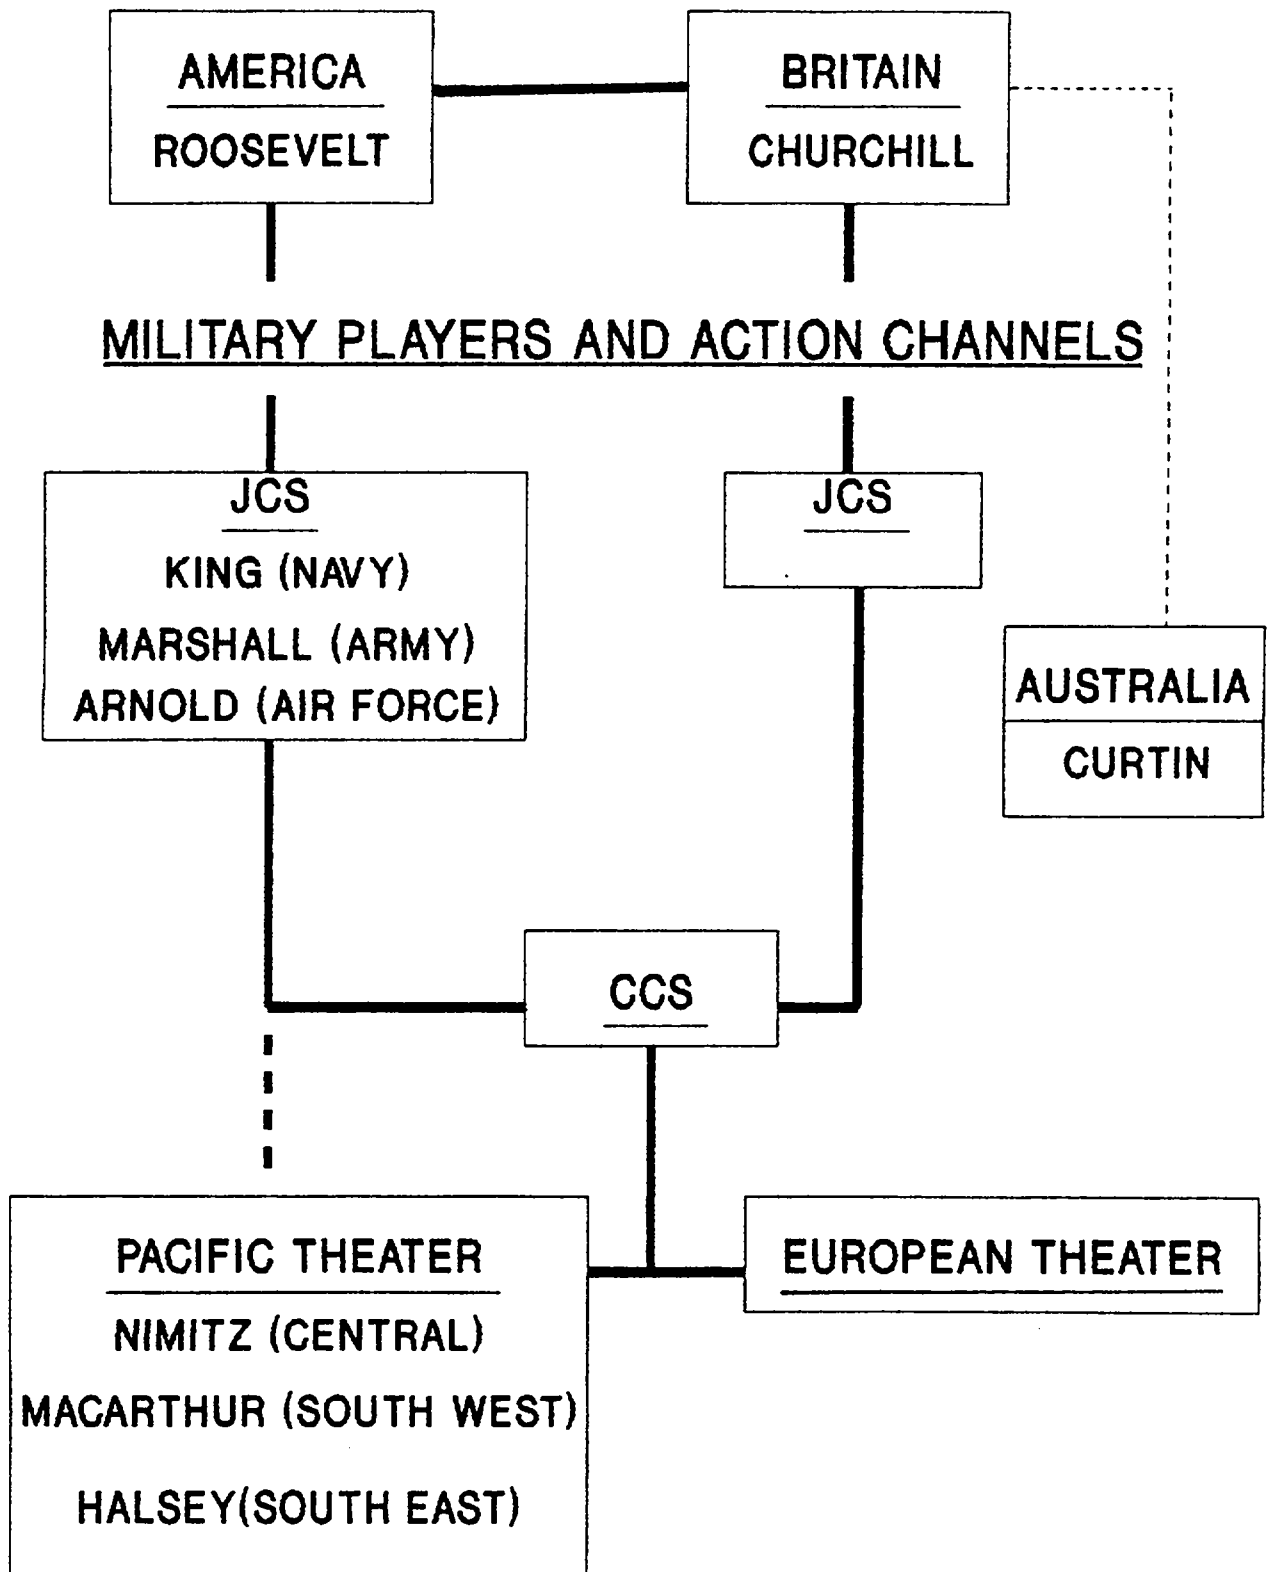 AMERICA
ROOSEVELT
BRITAIN
CHURCHILL
MILITARY PLAYERS AND ACTION CHANNELS
JCS
KING (NAVY)
MARSHALL (ARMY)
ARNOLD (AIR FORCE)
JCS
AUSTRALIA
CURTIN
CCS
PACIFIC THEATER
NIMITZ (CENTRAL)
MACARTHUR (SOUTH WEST)
HALSEY(SOUTH EAST)
EUROPEAN THEATER